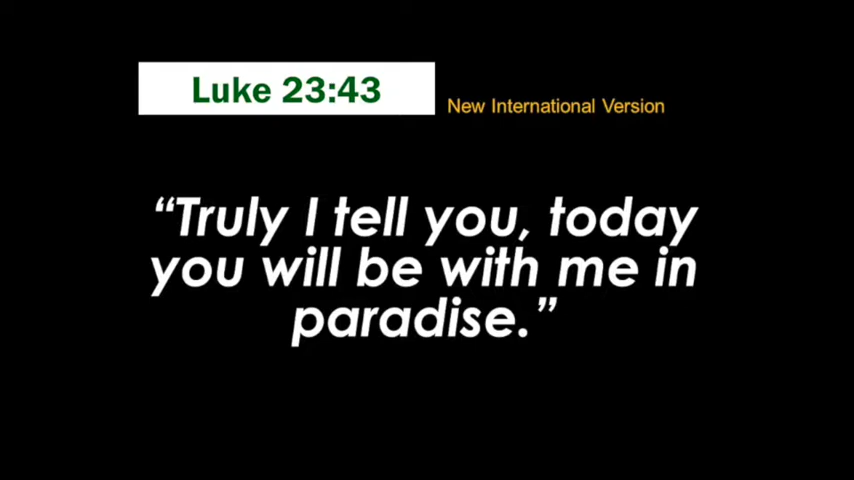 Luke 23:43
New International Version
“Truly I tell you, today
you will be with me in
paradise.”